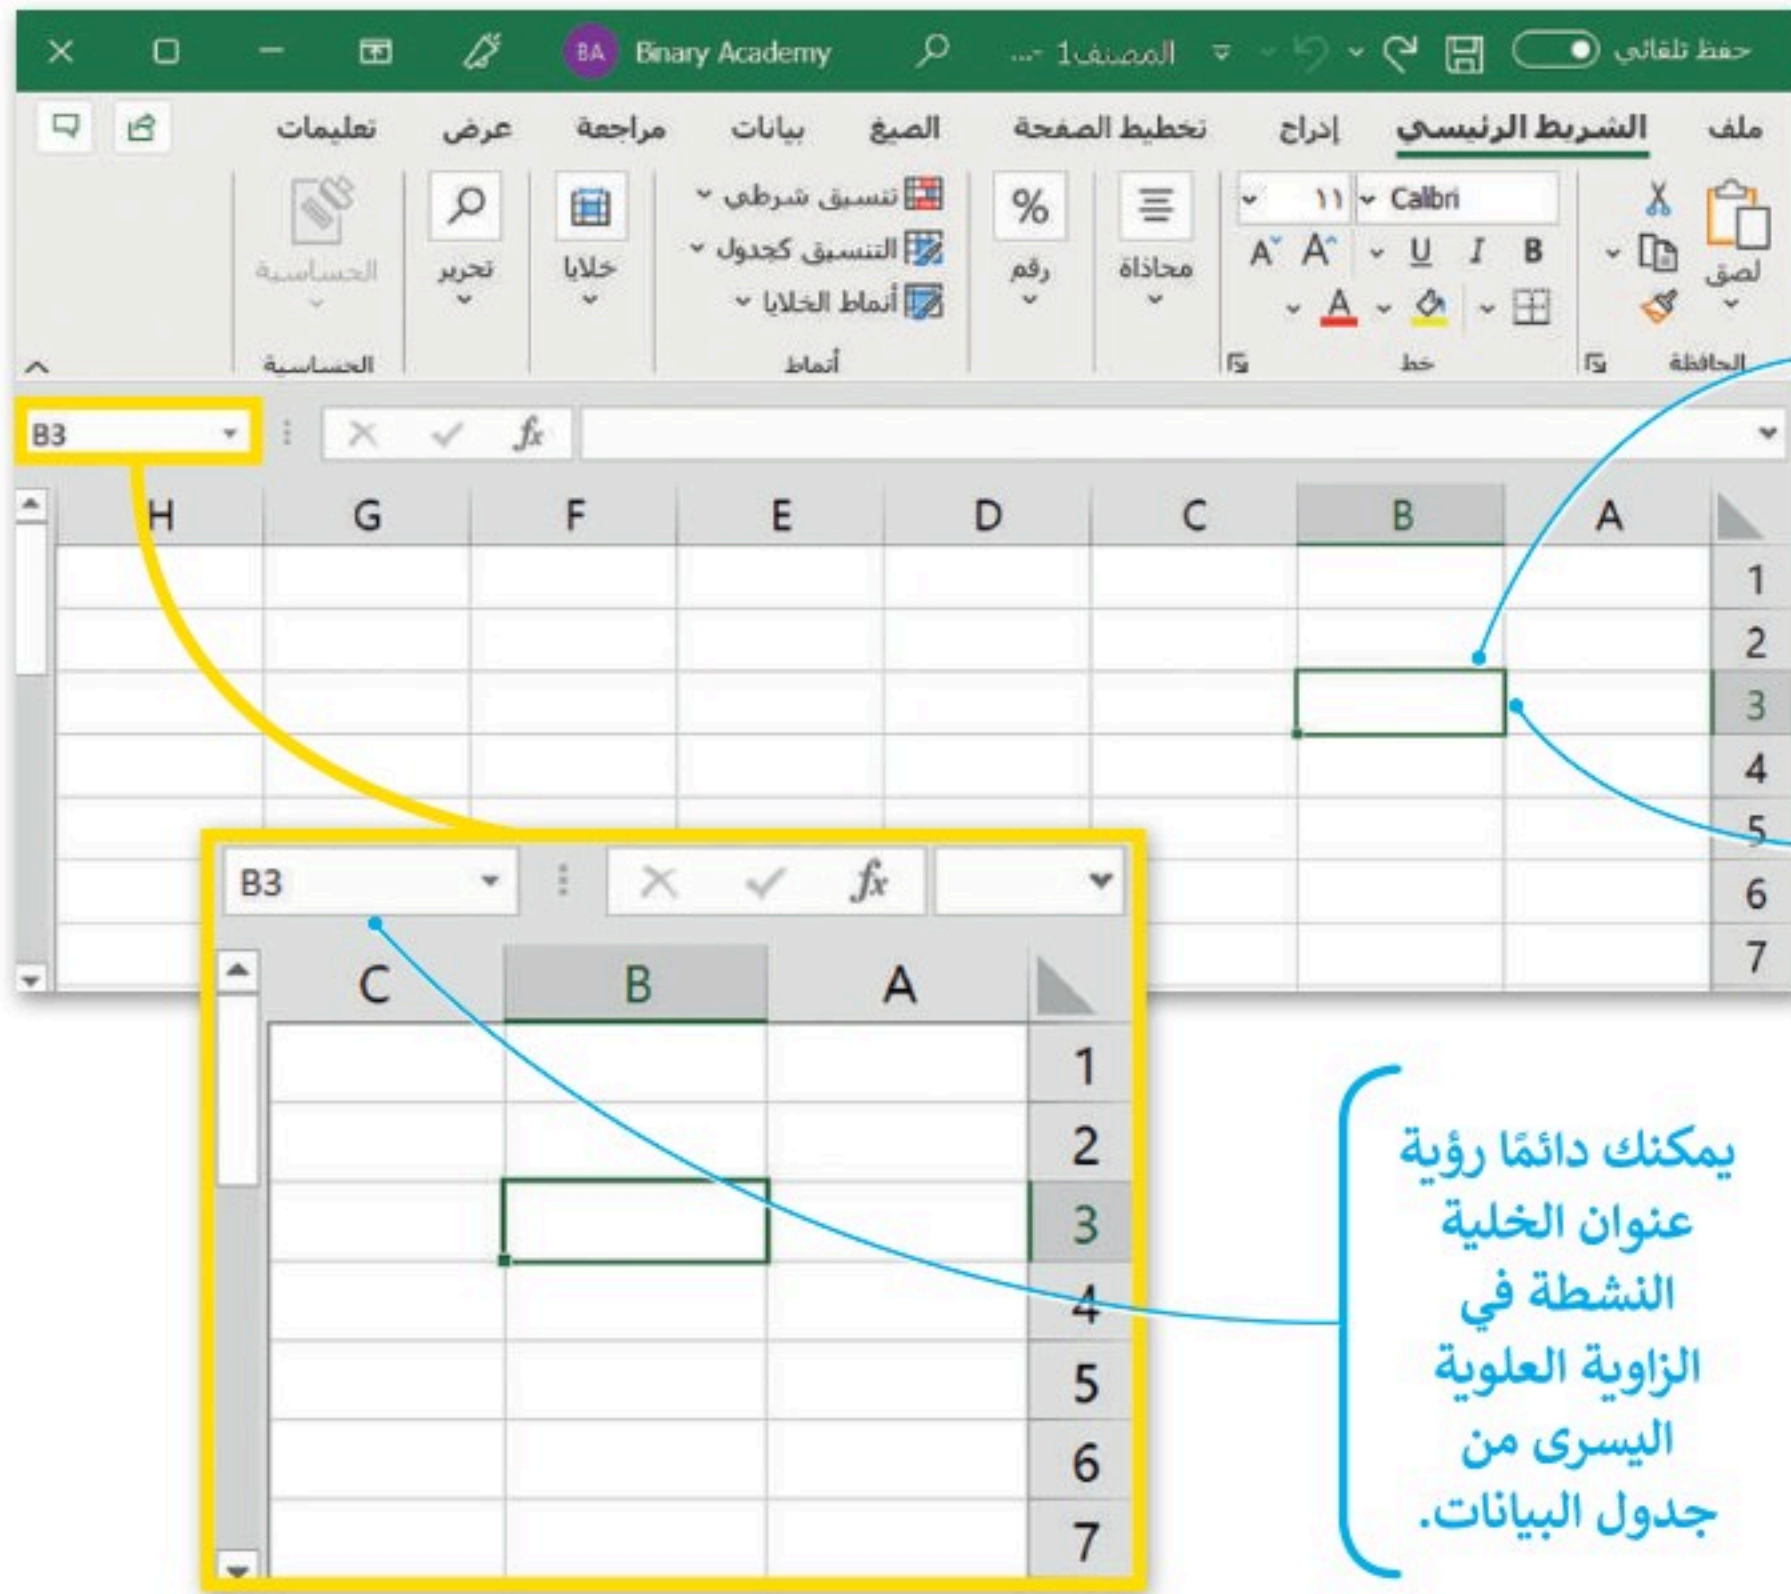 حفظ تلقائي المصنف1 -... Binary Academy BA
ملف الشريط الرئيسي إدراج تخطيط الصفحة الصيغ بيانات مراجعة عرض تعليمات
لصق
Calibri ١١
B I U A^ Aˇ
A
محاذاة
% رقم
تنسيق شرطي
التنسيق كجدول
أنماط الخلايا
خلايا
تحرير
الحساسية
الحافظة خط أنماط الحساسية
B3 fx
A B C D E F G H
1
2
3
4
5
6
7
B3 fx
A B C
1
2
3
4
5
6
7
يمكنك دائمًا رؤية
عنوان الخلية
النشطة في
الزاوية العلوية
اليسرى من
جدول البيانات.